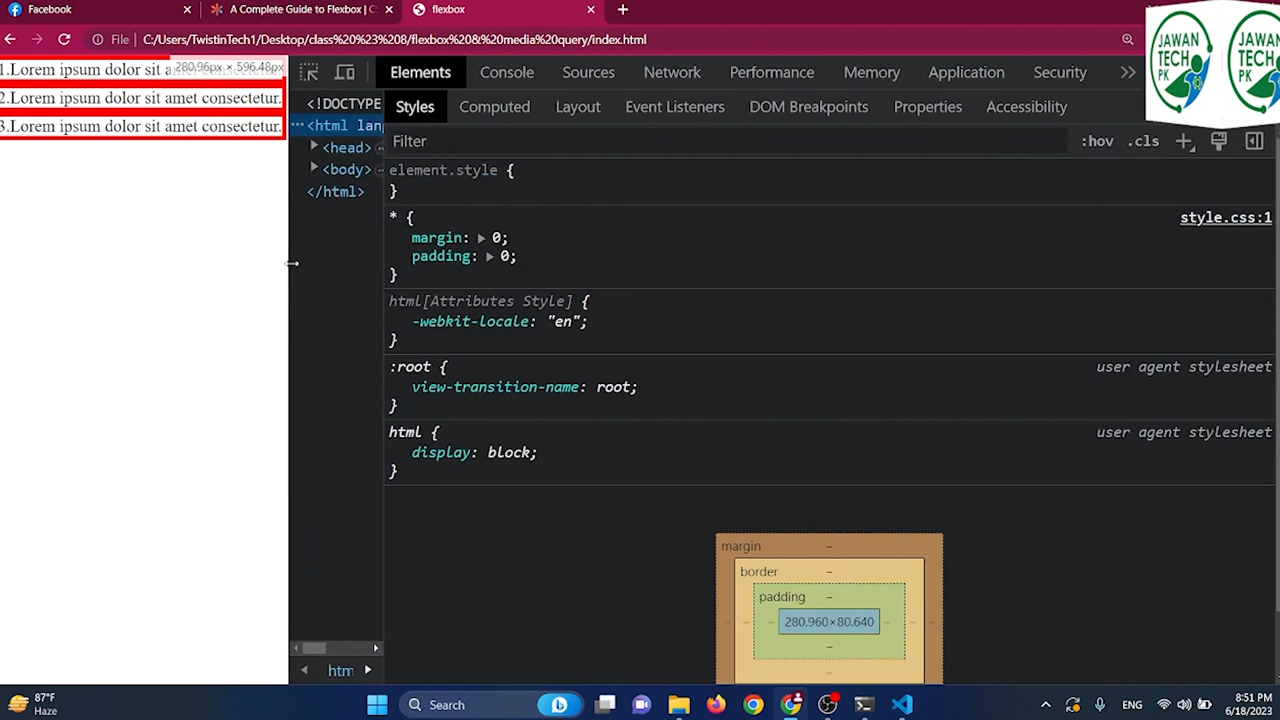 Facebook
A Complete Guide to Flexbox | C
flexbox
File
C:/Users/TwistinTech1/Desktop/class%20%23%208/flexbox%208%20media%20query/index.html
JAWAN
TECH
PK
JAWAN
TECH
PK
1.Lorem ipsum dolor sit a
280.96px × 596.48px
2.Lorem ipsum dolor sit amet consectetur.
3.Lorem ipsum dolor sit amet consectetur.
Elements Console Sources Network Performance Memory Application Security
<!DOCTYPE
<html lang
<head>
<body>
</html>
htm
Styles Computed Layout Event Listeners DOM Breakpoints Properties Accessibility
Filter
:hov .cls
element.style {
}
* {
style.css:1
margin: 0;
padding: 0;
}
html[Attributes Style] {
-webkit-locale: "en";
}
:root {
user agent stylesheet
view-transition-name: root;
}
html {
user agent stylesheet
display: block;
}
margin –
border –
padding –
280.960×80.640
87°F
Haze
Search
ENG
8:51 PM
6/18/2023